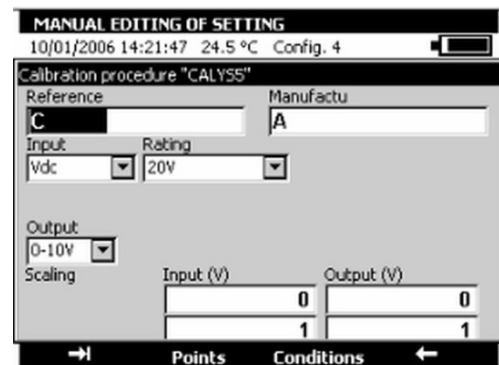 MANUAL EDITING OF SETTING
10/01/2006 14:21:47 24.5 °C Config. 4
Calibration procedure "CALYS5"
Reference Manufactu
C A
Input Rating
Vdc 20V
Output
0-10V
Scaling Input (V) Output (V)
0 0
1 1
Points Conditions